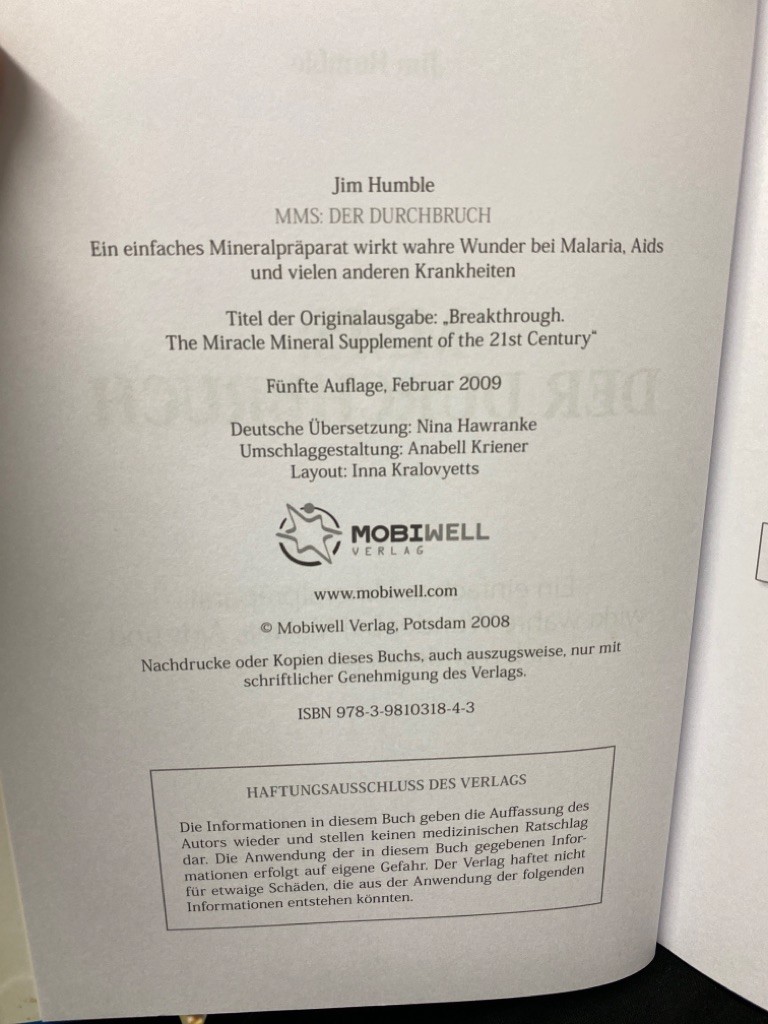 Jim Humble
MMS: DER DURCHBRUCH
Ein einfaches Mineralpräparat wirkt wahre Wunder bei Malaria, Aids
und vielen anderen Krankheiten
Titel der Originalausgabe: „Breakthrough.
The Miracle Mineral Supplement of the 21st Century“
Fünfte Auflage, Februar 2009
Deutsche Übersetzung: Nina Hawranke
Umschlaggestaltung: Anabell Kriener
Layout: Inna Kralovyetts
MOBIWELL
VERLAG
www.mobiwell.com
© Mobiwell Verlag, Potsdam 2008
Nachdrucke oder Kopien dieses Buchs, auch auszugsweise, nur mit
schriftlicher Genehmigung des Verlags.
ISBN 978-3-9810318-4-3
HAFTUNGSAUSSCHLUSS DES VERLAGS
Die Informationen in diesem Buch geben die Auffassung des
Autors wieder und stellen keinen medizinischen Ratschlag
dar. Die Anwendung der in diesem Buch gegebenen Infor-
mationen erfolgt auf eigene Gefahr. Der Verlag haftet nicht
für etwaige Schäden, die aus der Anwendung der folgenden
Informationen entstehen könnten.